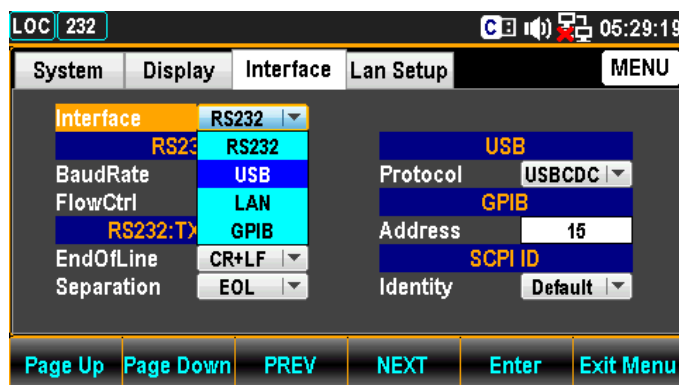 LOC 232 C 05:29:19
System Display Interface Lan Setup MENU
Interface RS232
RS232 USB
BaudRate USB Protocol USBCDC
FlowCtrl LAN GPIB
RS232:TX GPIB Address 15
EndOfLine CR+LF SCPI ID
Separation EOL Identity Default
Page Up Page Down PREV NEXT Enter Exit Menu